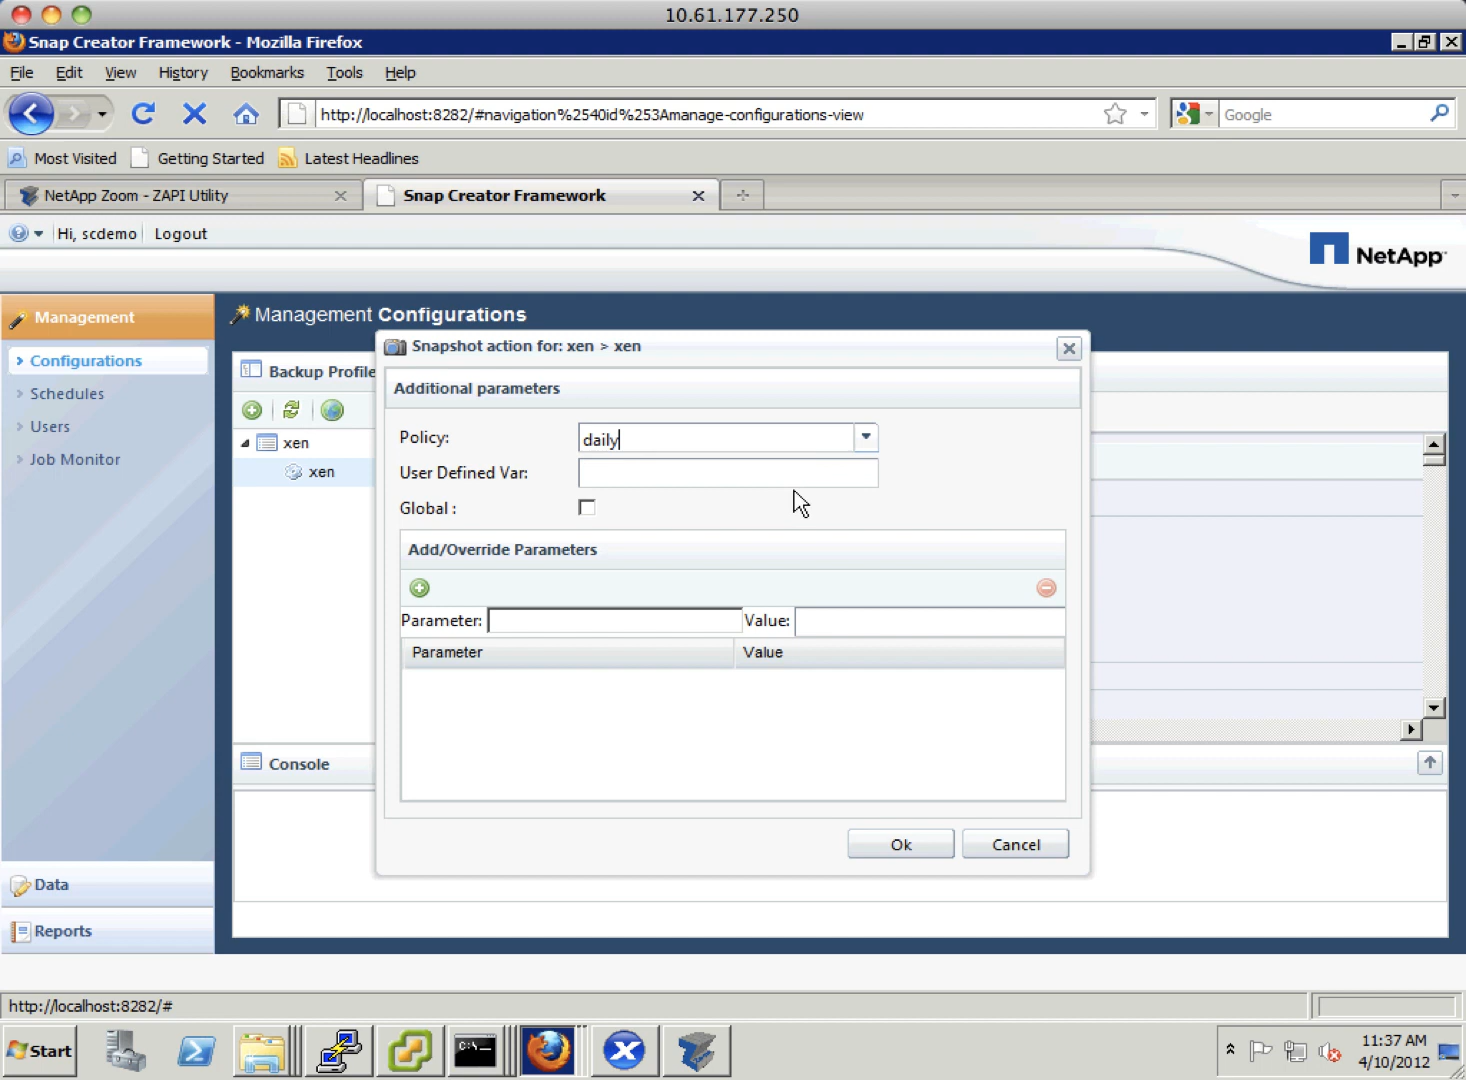 10.61.177.250
Snap Creator Framework - Mozilla Firefox
File Edit View History Bookmarks Tools Help
http://localhost:8282/#navigation%2540id%253Amanage-configurations-view
Google
Most Visited Getting Started Latest Headlines
NetApp Zoom - ZAPI Utility
Snap Creator Framework
Hi, scdemo Logout
NetApp
Management
Management Configurations
Configurations
Schedules
Users
Job Monitor
Backup Profile
xen
xen
Snapshot action for: xen > xen
Additional parameters
Policy: daily
User Defined Var:
Global :
Add/Override Parameters
Parameter: Value:
Parameter Value
Ok Cancel
Console
Data
Reports
http://localhost:8282/#
Start
C:\
11:37 AM
4/10/2012